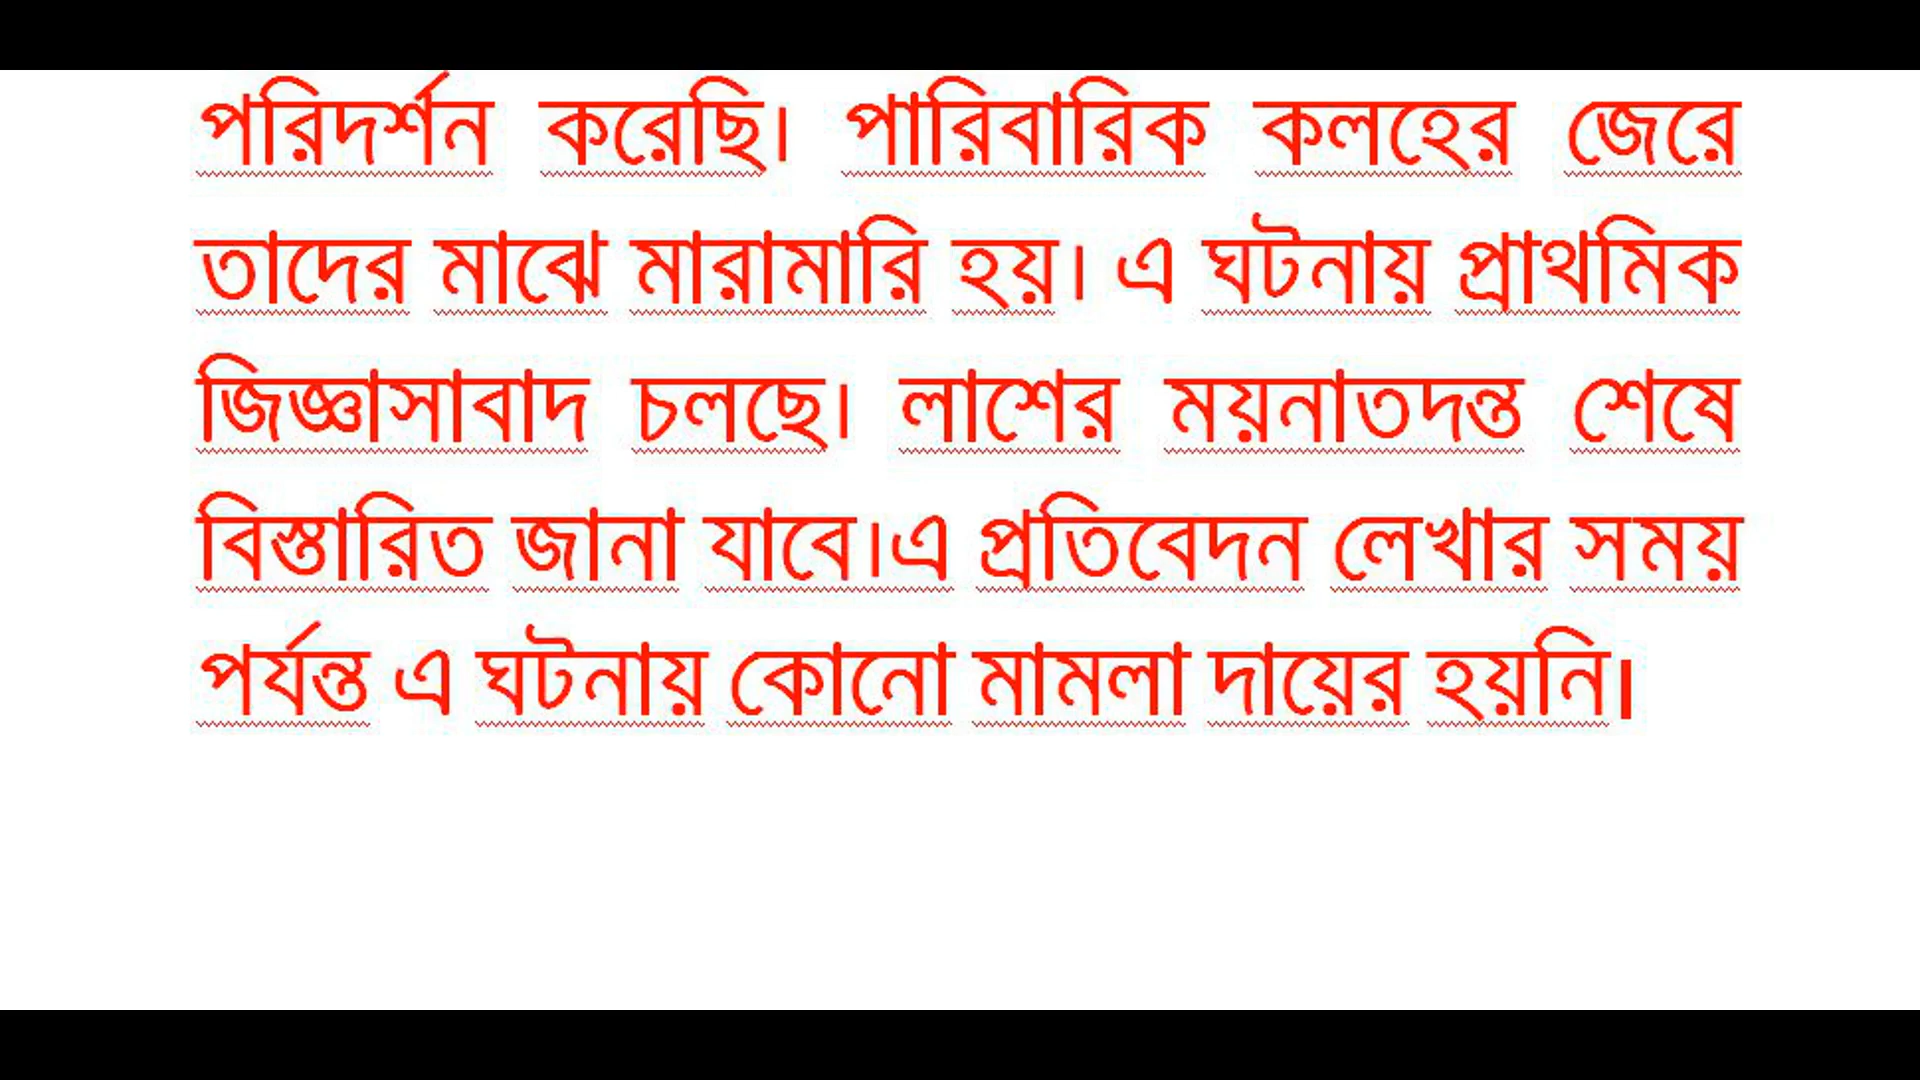 পরিদর্শন করেছি। পারিবারিক কলহের জেরে
তাদের মাঝে মারামারি হয়। এ ঘটনায় প্রাথমিক
জিজ্ঞাসাবাদ চলছে। লাশের ময়নাতদন্ত শেষে
বিস্তারিত জানা যাবে।এ প্রতিবেদন লেখার সময়
পর্যন্ত এ ঘটনায় কোনো মামলা দায়ের হয়নি।